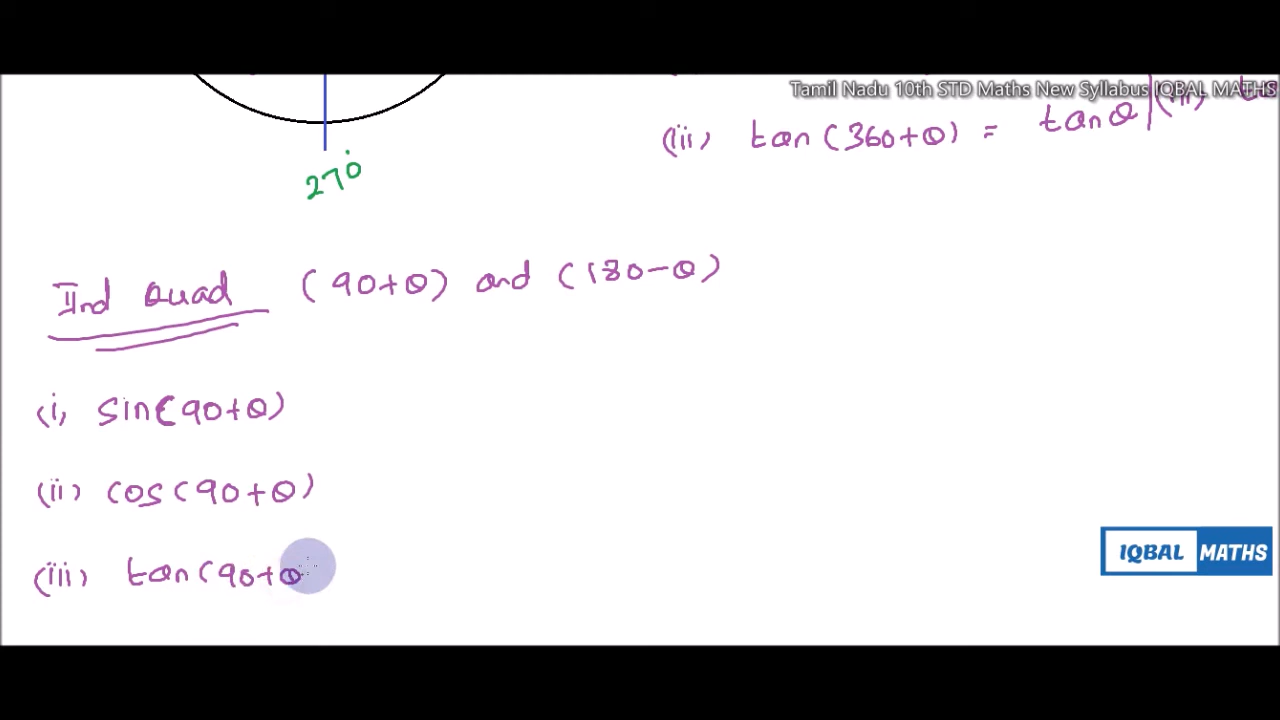 Tamil Nadu 10th STD Maths New Syllabus IQBAL MATHS
(iii) tan(360+θ) = tanθ
270°
IInd Quad (90+θ) and (180-θ)
(i) sin(90+θ)
(ii) cos(90+θ)
(iii) tan(90+θ
IQBAL MATHS